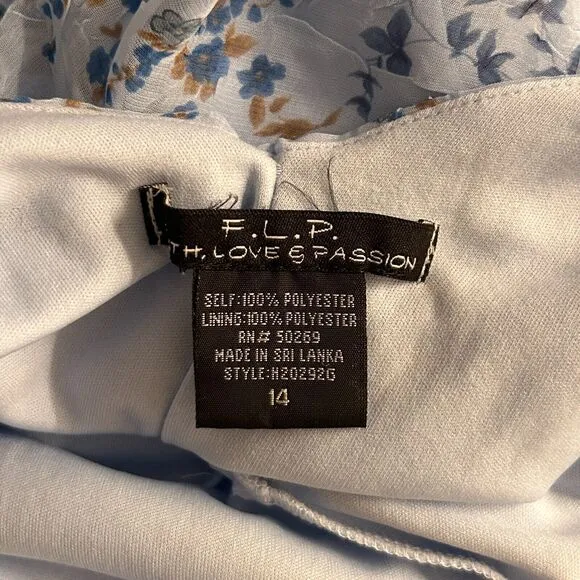 F.L.P.
TH, LOVE & PASSION
SELF:100% POLYESTER
LINING:100% POLYESTER
RN# 50269
MADE IN SRI LANKA
STYLE:H20292G
14